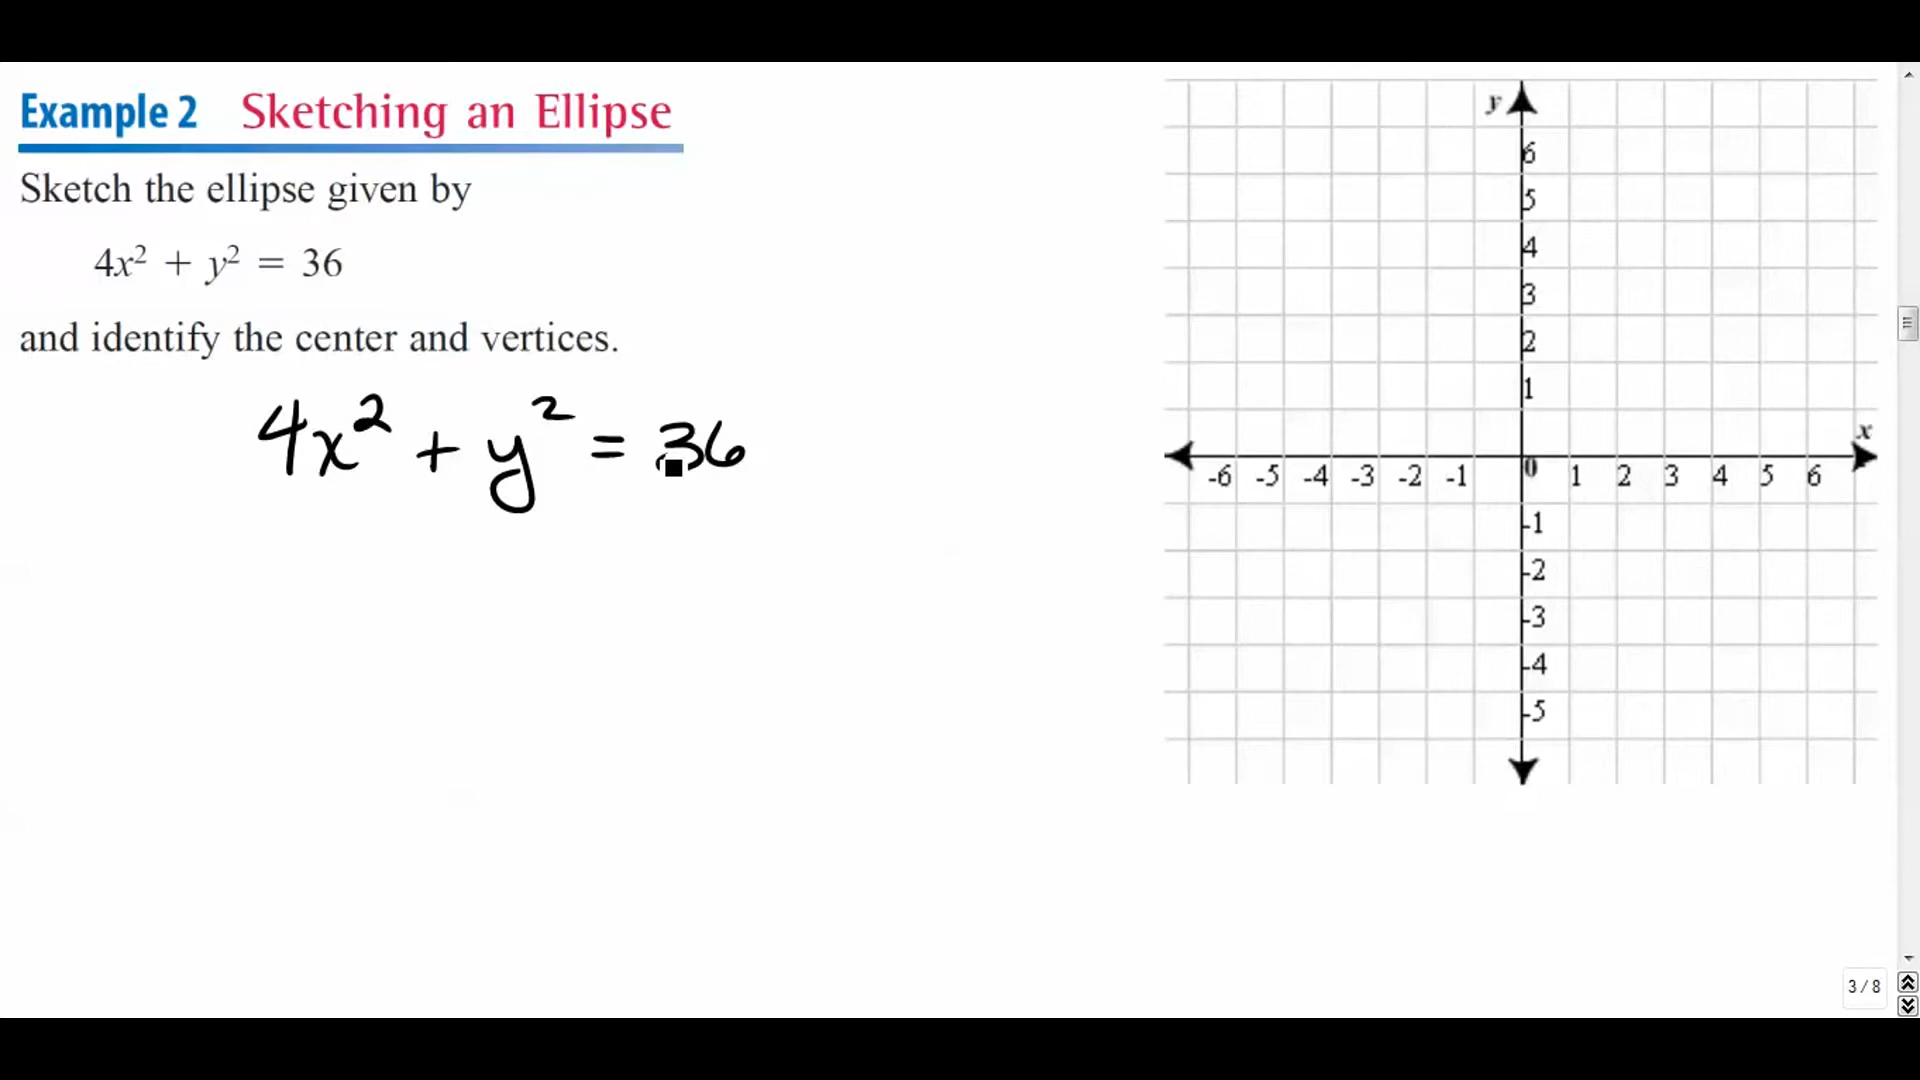 Example 2 Sketching an Ellipse
Sketch the ellipse given by
4x² + y² = 36
and identify the center and vertices.
4x² + y² = 36
y
6
5
4
3
2
1
x
-6 -5 -4 -3 -2 -1 0 1 2 3 4 5 6
-1
-2
-3
-4
-5
3 / 8